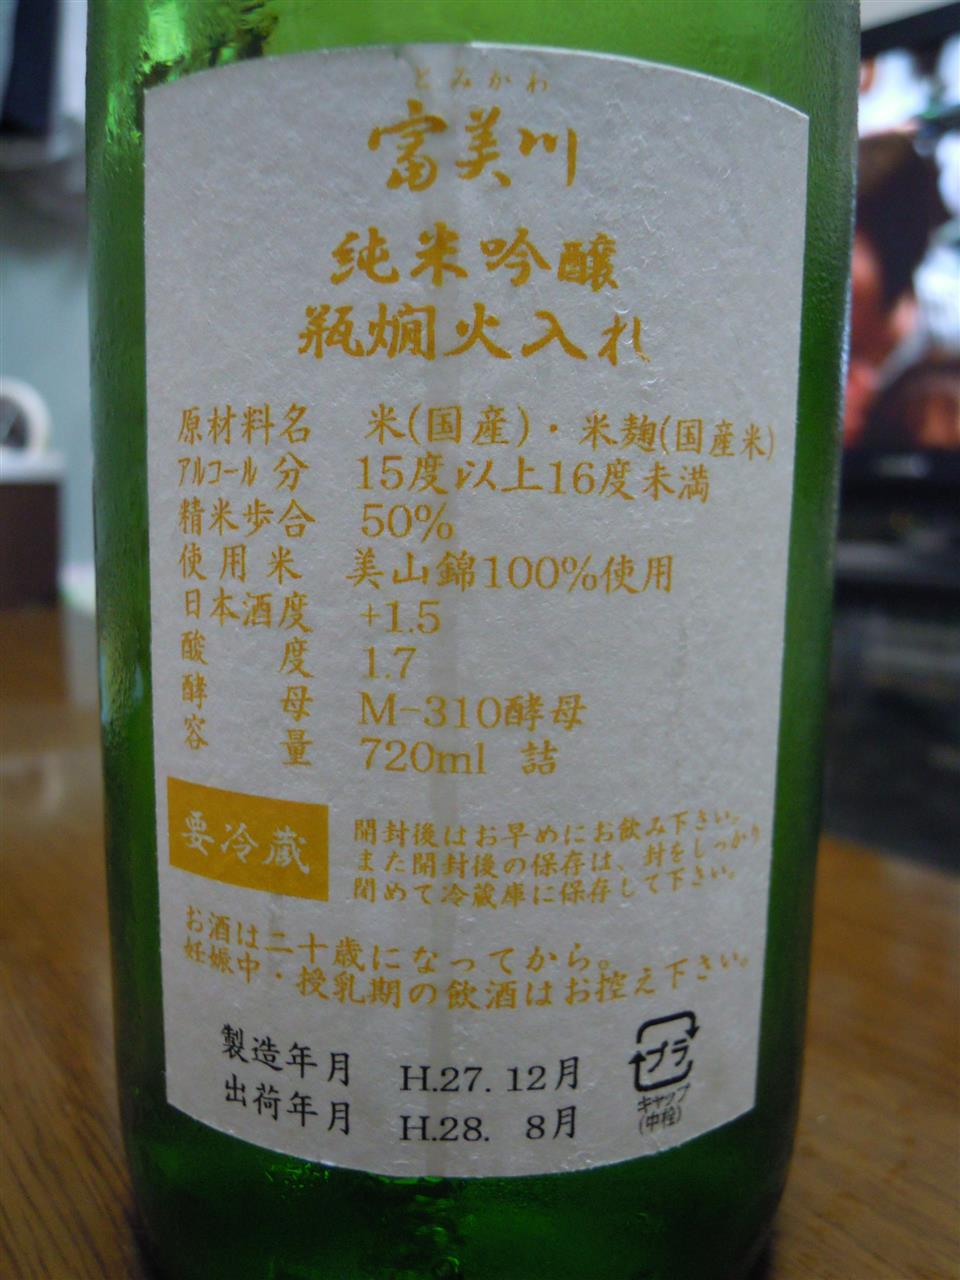 とみかわ
富美川
純米吟醸
瓶燗火入れ
原材料名 米(国産)・米麹(国産米)
アルコール分 15度以上16度未満
精米歩合 50%
使用米 美山錦100%使用
日本酒度 +1.5
酸度 1.7
酵母 M-310酵母
容量 720ml 詰
要冷蔵
開封後はお早めにお飲み下さい。
また開封後の保存は、封をしっかり
閉めて冷蔵庫に保存して下さい。
お酒は二十歳になってから。
妊娠中・授乳期の飲酒はお控え下さい。
製造年月 H.27. 12月
出荷年月 H.28. 8月
プラ
キャップ
(中栓)